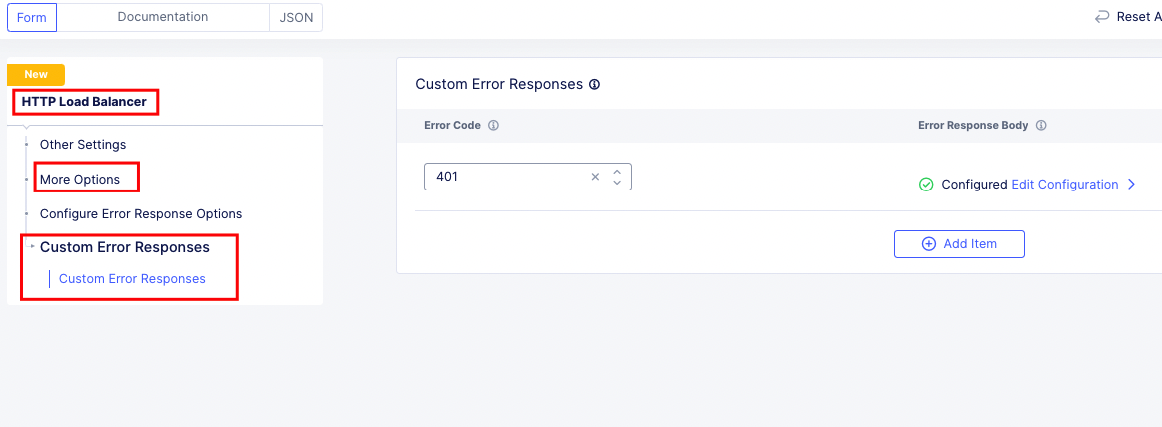 Form
Documentation
JSON
Reset A
New
HTTP Load Balancer
Other Settings
More Options
Configure Error Response Options
Custom Error Responses
Custom Error Responses
Custom Error Responses
Error Code
Error Response Body
401
Configured Edit Configuration
Add Item